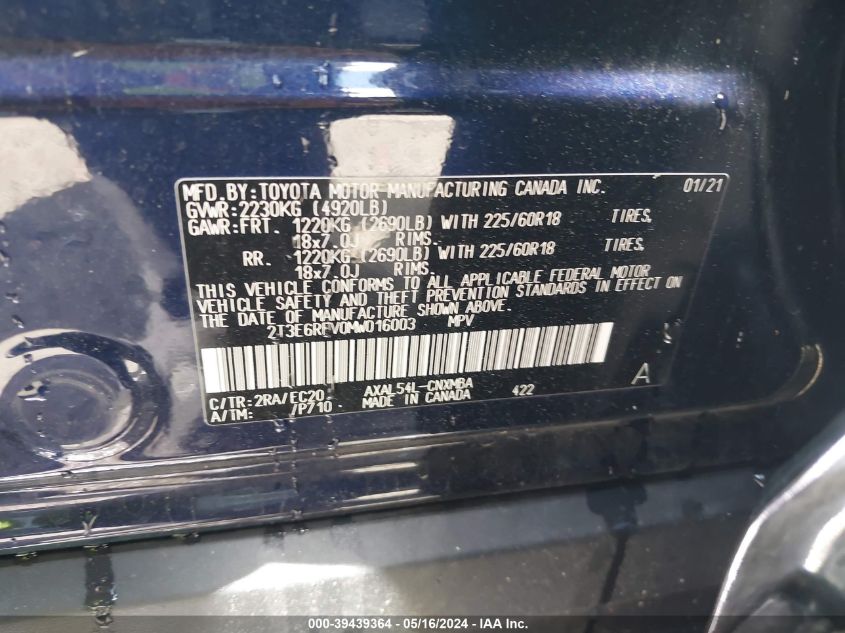 MFD.BY:TOYOTA MOTOR MANUFACTURING CANADA INC. 01/21
GVWR:2230KG (4920LB)
GAWR:FRT. 1220KG (2690LB) WITH 225/60R18 TIRES,
18x7.0J RIMS.
RR. 1220KG (2690LB) WITH 225/60R18 TIRES,
18x7.0J RIMS.
THIS VEHICLE CONFORMS TO ALL APPLICABLE FEDERAL MOTOR
VEHICLE SAFETY AND THEFT PREVENTION STANDARDS IN EFFECT ON
THE DATE OF MANUFACTURE SHOWN ABOVE.
2T3E6RFV0MW016003 MPV
C/TR:2RA/EC20 AXAL54L-CNXMBA 422 A
A/TM: /P710 MADE IN CANADA
000-39439364 - 05/16/2024 - IAA Inc.